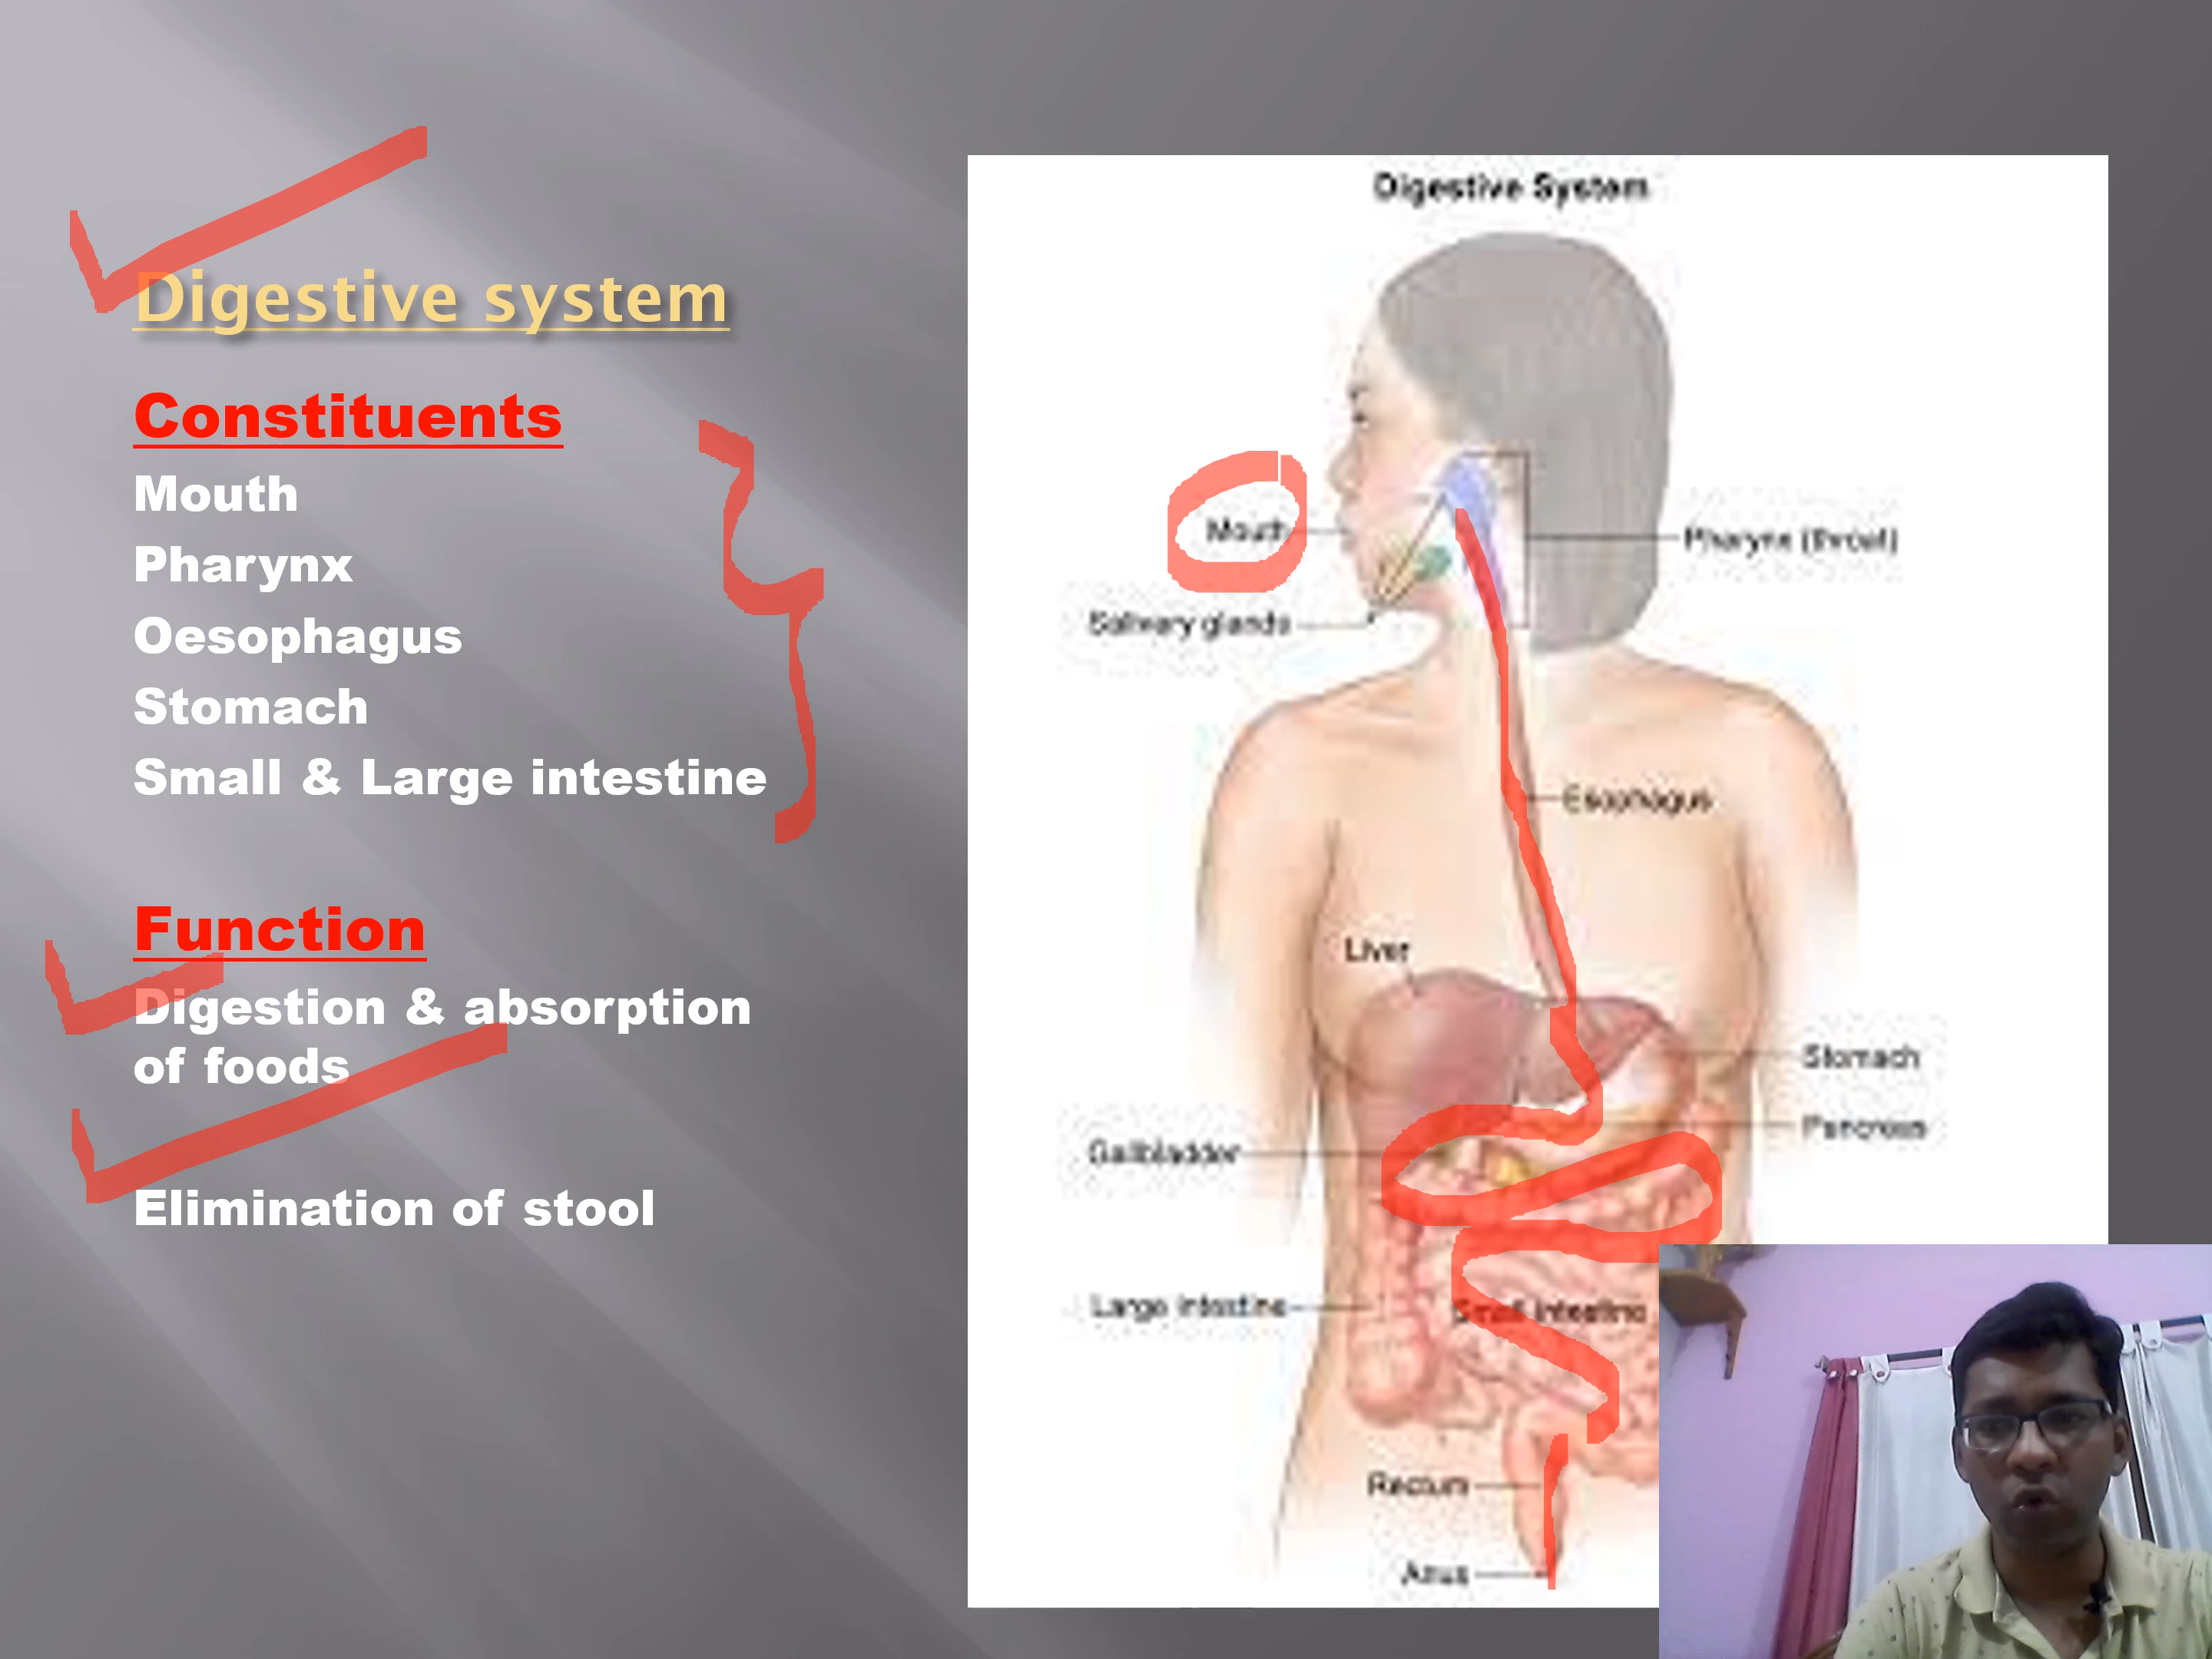 Digestive system
Constituents
Mouth
Pharynx
Oesophagus
Stomach
Small & Large intestine
Function
Digestion & absorption
of foods
Elimination of stool
Digestive System
Mouth
Pharynx (throat)
Salivary glands
Esophagus
Liver
Stomach
Pancreas
Gallbladder
Large intestine
Small intestine
Rectum
Anus